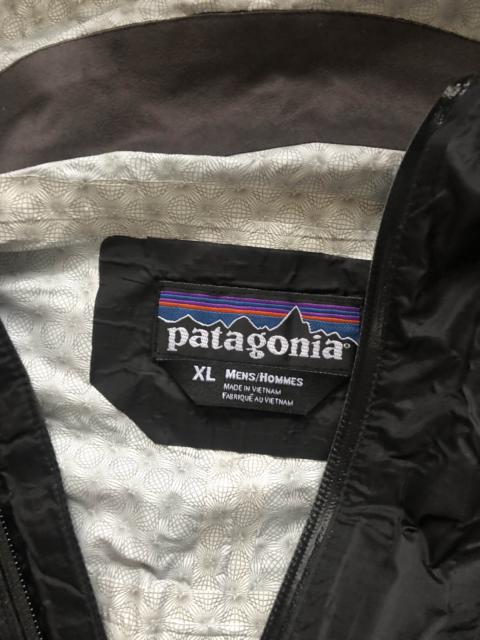 patagonia®
XL MENS/HOMMES
MADE IN VIETNAM
FABRIQUÉ AU VIETNAM